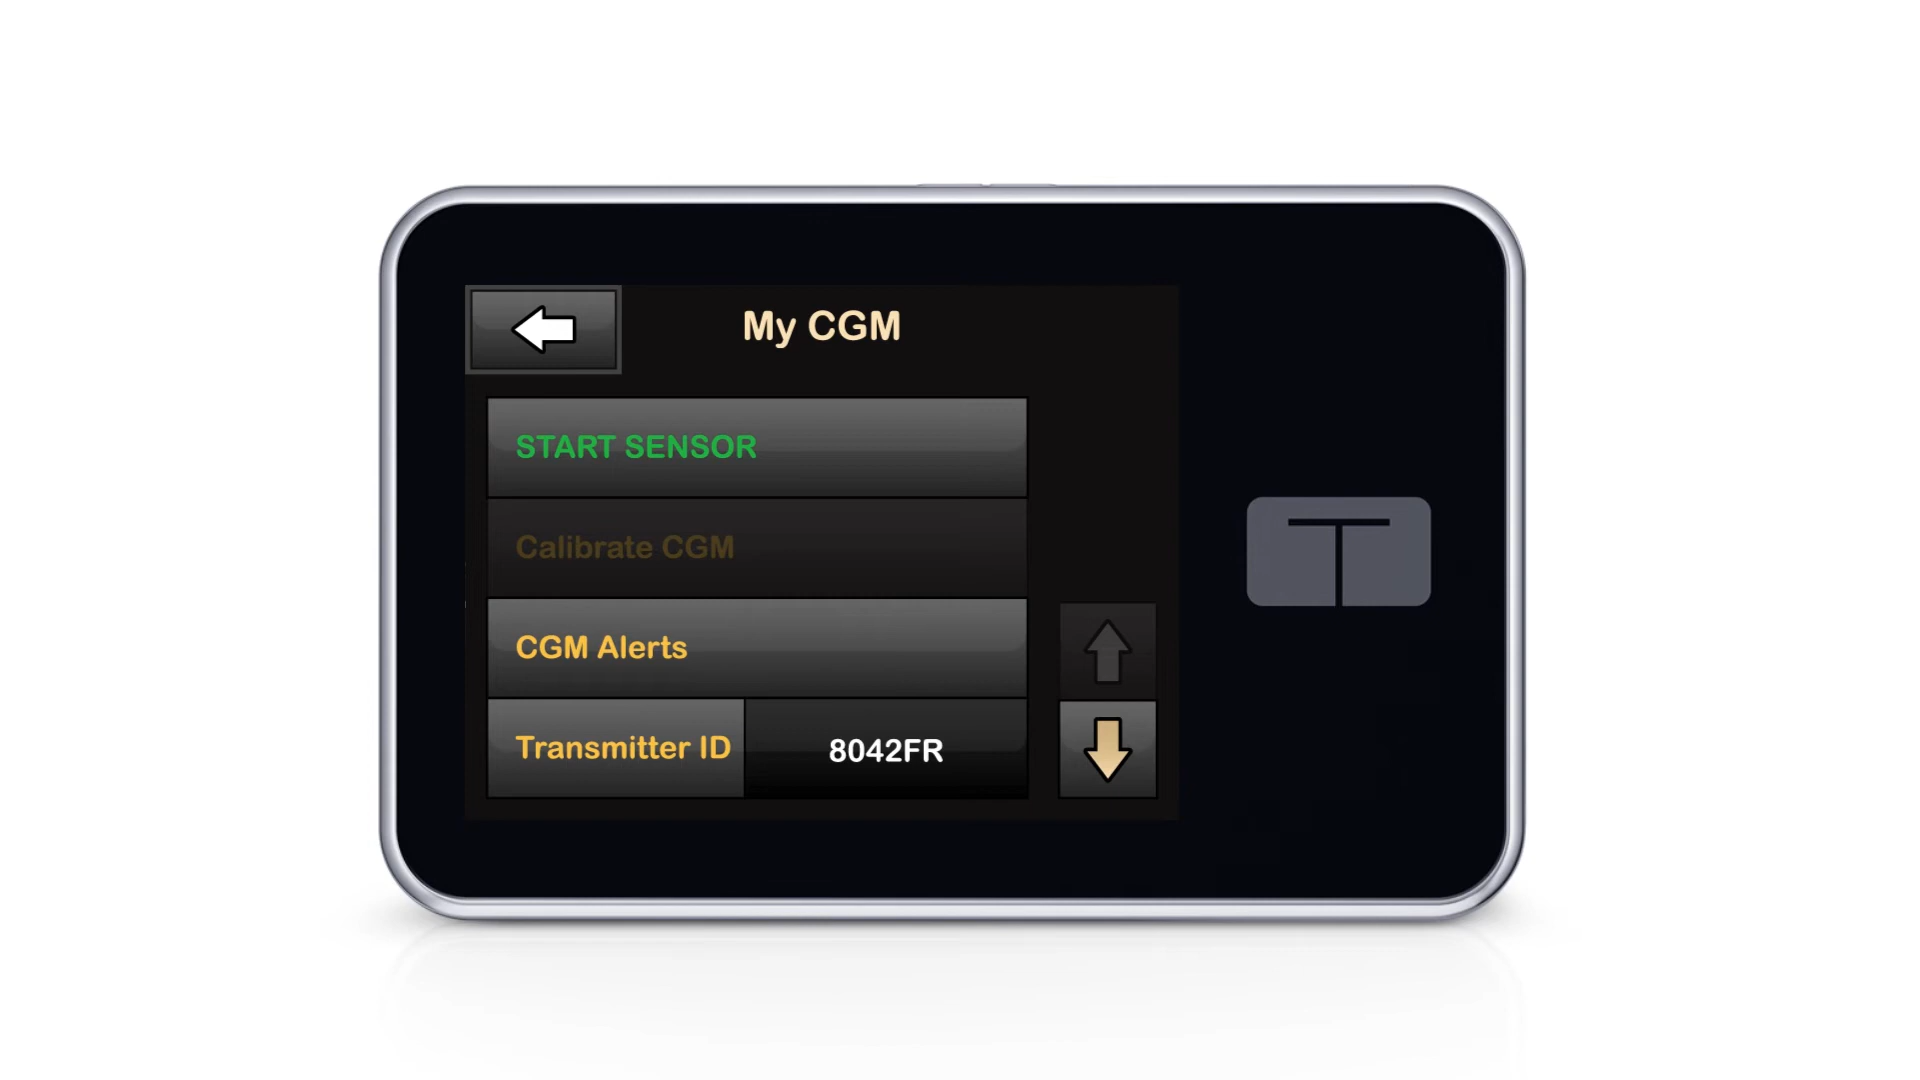 My CGM
START SENSOR
Calibrate CGM
CGM Alerts
Transmitter ID 8042FR